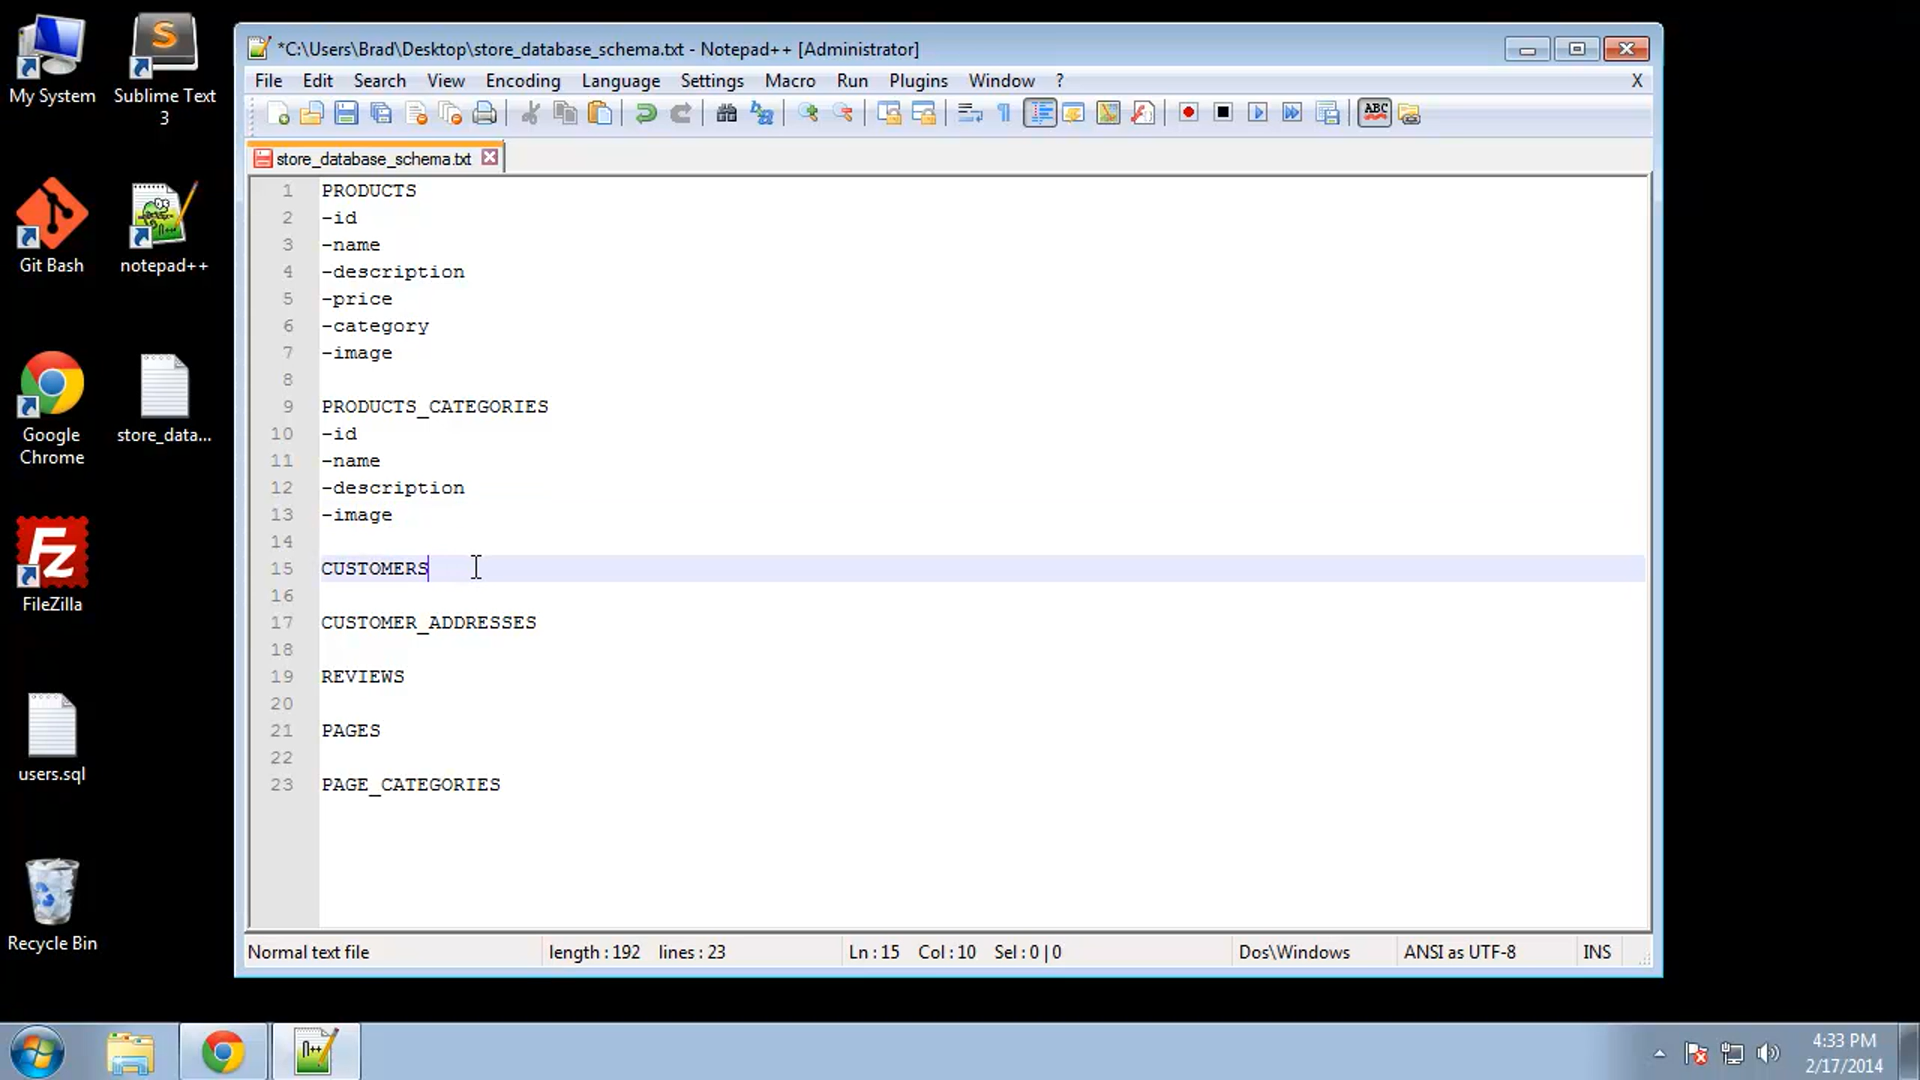 My System
Sublime Text 3
Git Bash
notepad++
Google Chrome
store_data...
FileZilla
users.sql
Recycle Bin
*C:\Users\Brad\Desktop\store_database_schema.txt - Notepad++ [Administrator]
File Edit Search View Encoding Language Settings Macro Run Plugins Window ? X
ABC
store_database_schema.txt
1 PRODUCTS
2 -id
3 -name
4 -description
5 -price
6 -category
7 -image
8
9 PRODUCTS_CATEGORIES
10 -id
11 -name
12 -description
13 -image
14
15 CUSTOMERS
16
17 CUSTOMER_ADDRESSES
18
19 REVIEWS
20
21 PAGES
22
23 PAGE_CATEGORIES
Normal text file length : 192 lines : 23 Ln : 15 Col : 10 Sel : 0 | 0 Dos\Windows ANSI as UTF-8 INS
4:33 PM
2/17/2014